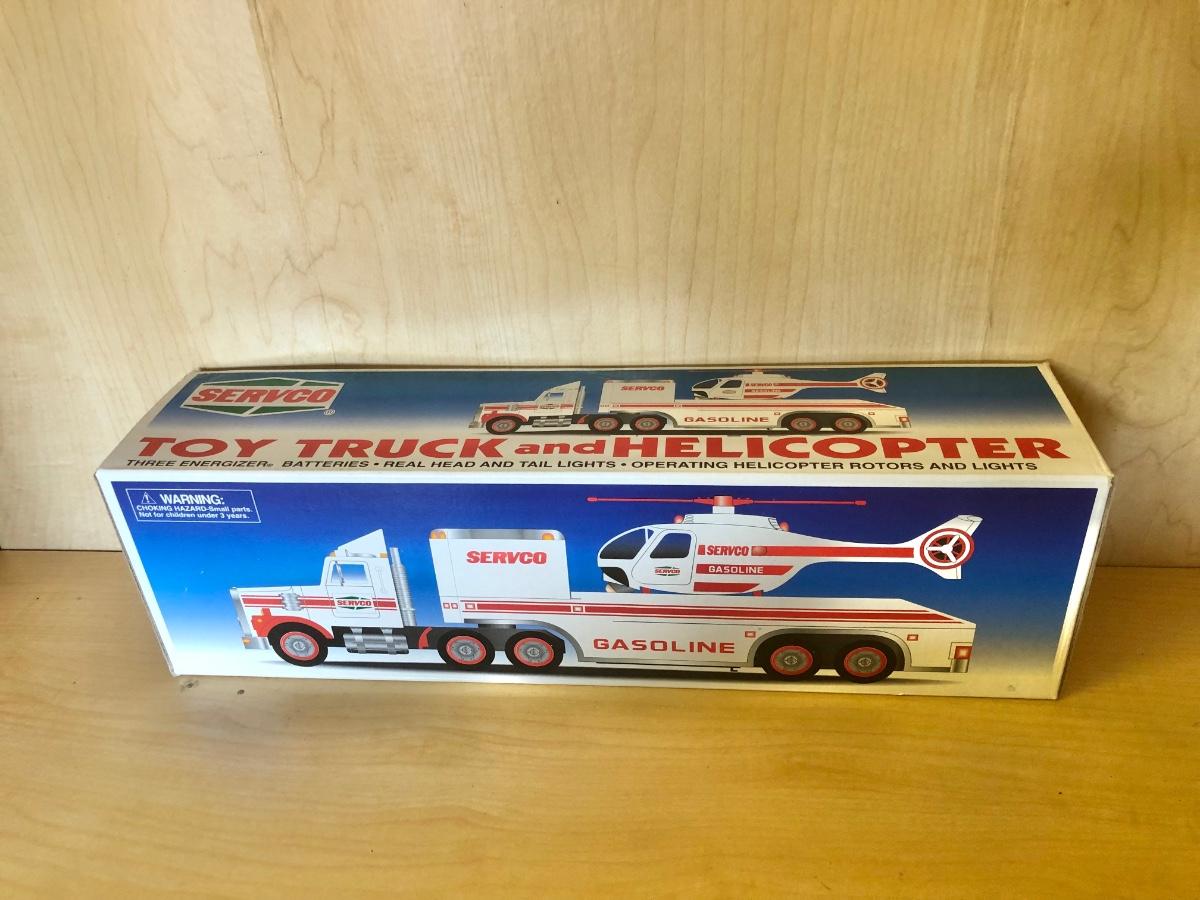 SERVCO®
SERVCO
GASOLINE
TOY TRUCK and HELICOPTER
THREE ENERGIZER® BATTERIES • REAL HEAD AND TAIL LIGHTS • OPERATING HELICOPTER ROTORS AND LIGHTS
WARNING:
CHOKING HAZARD-Small parts.
Not for children under 3 years.
SERVCO
SERVCO
GASOLINE
SERVCO
SERVCO
GASOLINE